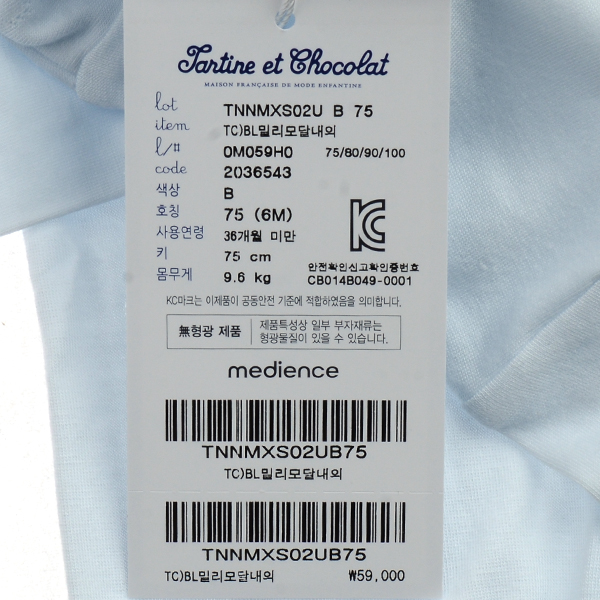 Tartine et Chocolat
MAISON FRANÇAISE DE MODE ENFANTINE
lot TNNMXS02U B 75
item TC)BL밀리모달내의
l/# 0M059H0 75/80/90/100
code 2036543
색상 B
호칭 75 (6M)
사용연령 36개월 미만
키 75 cm
몸무게 9.6 kg
안전확인신고확인증번호
CB014B049-0001
KC마크는 이제품이 공동안전 기준에 적합하였음을 의미합니다.
無형광 제품
제품특성상 일부 부자재류는
형광물질이 있을 수 있습니다.
medience
TNNMXS02UB75
TC)BL밀리모달내의
TNNMXS02UB75
TC)BL밀리모달내의 ₩59,000